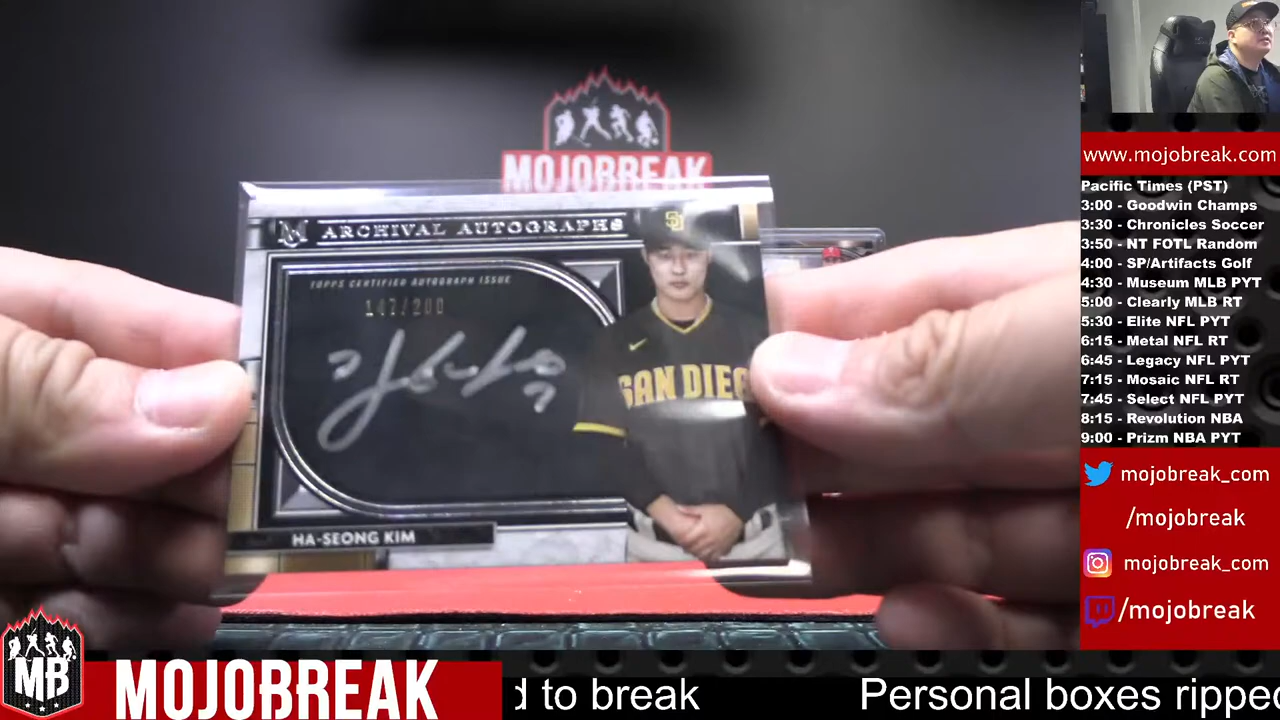 MOJOBREAK
ARCHIVAL AUTOGRAPHS
TOPPS CERTIFIED AUTOGRAPH ISSUE
SD
SAN DIEG
HA-SEONG KIM
www.mojobreak.com
Pacific Times (PST)
3:00 - Goodwin Champs
3:30 - Chronicles Soccer
3:50 - NT FOTL Random
4:00 - SP/Artifacts Golf
4:30 - Museum MLB PYT
5:00 - Clearly MLB RT
5:30 - Elite NFL PYT
6:15 - Metal NFL RT
6:45 - Legacy NFL PYT
7:15 - Mosaic NFL RT
7:45 - Select NFL PYT
8:15 - Revolution NBA
9:00 - Prizm NBA PYT
mojobreak_com
/mojobreak
mojobreak_com
/mojobreak
MB
MOJOBREAK
d to break Personal boxes ripped